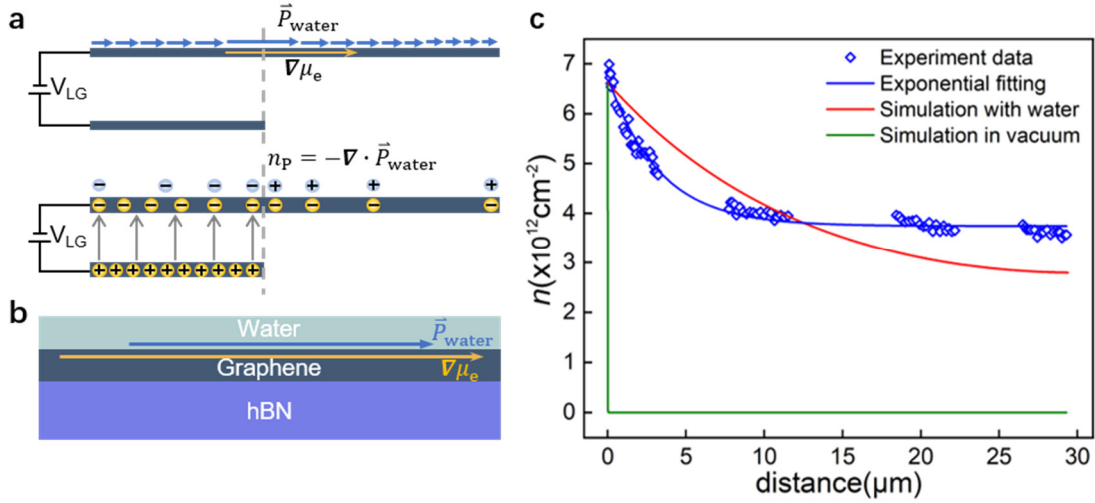 a
P⃗water
∇μe
VLG
nP = −∇ · P⃗water
− − − − − + + + +
− − − − − − − − −
VLG
+ + + + + + + + +
b
Water
P⃗water
Graphene
∇μe
hBN
c
Experiment data
Exponential fitting
Simulation with water
Simulation in vacuum
n(x10¹²cm⁻²)
7
6
5
4
3
2
1
0
0 5 10 15 20 25 30
distance(μm)